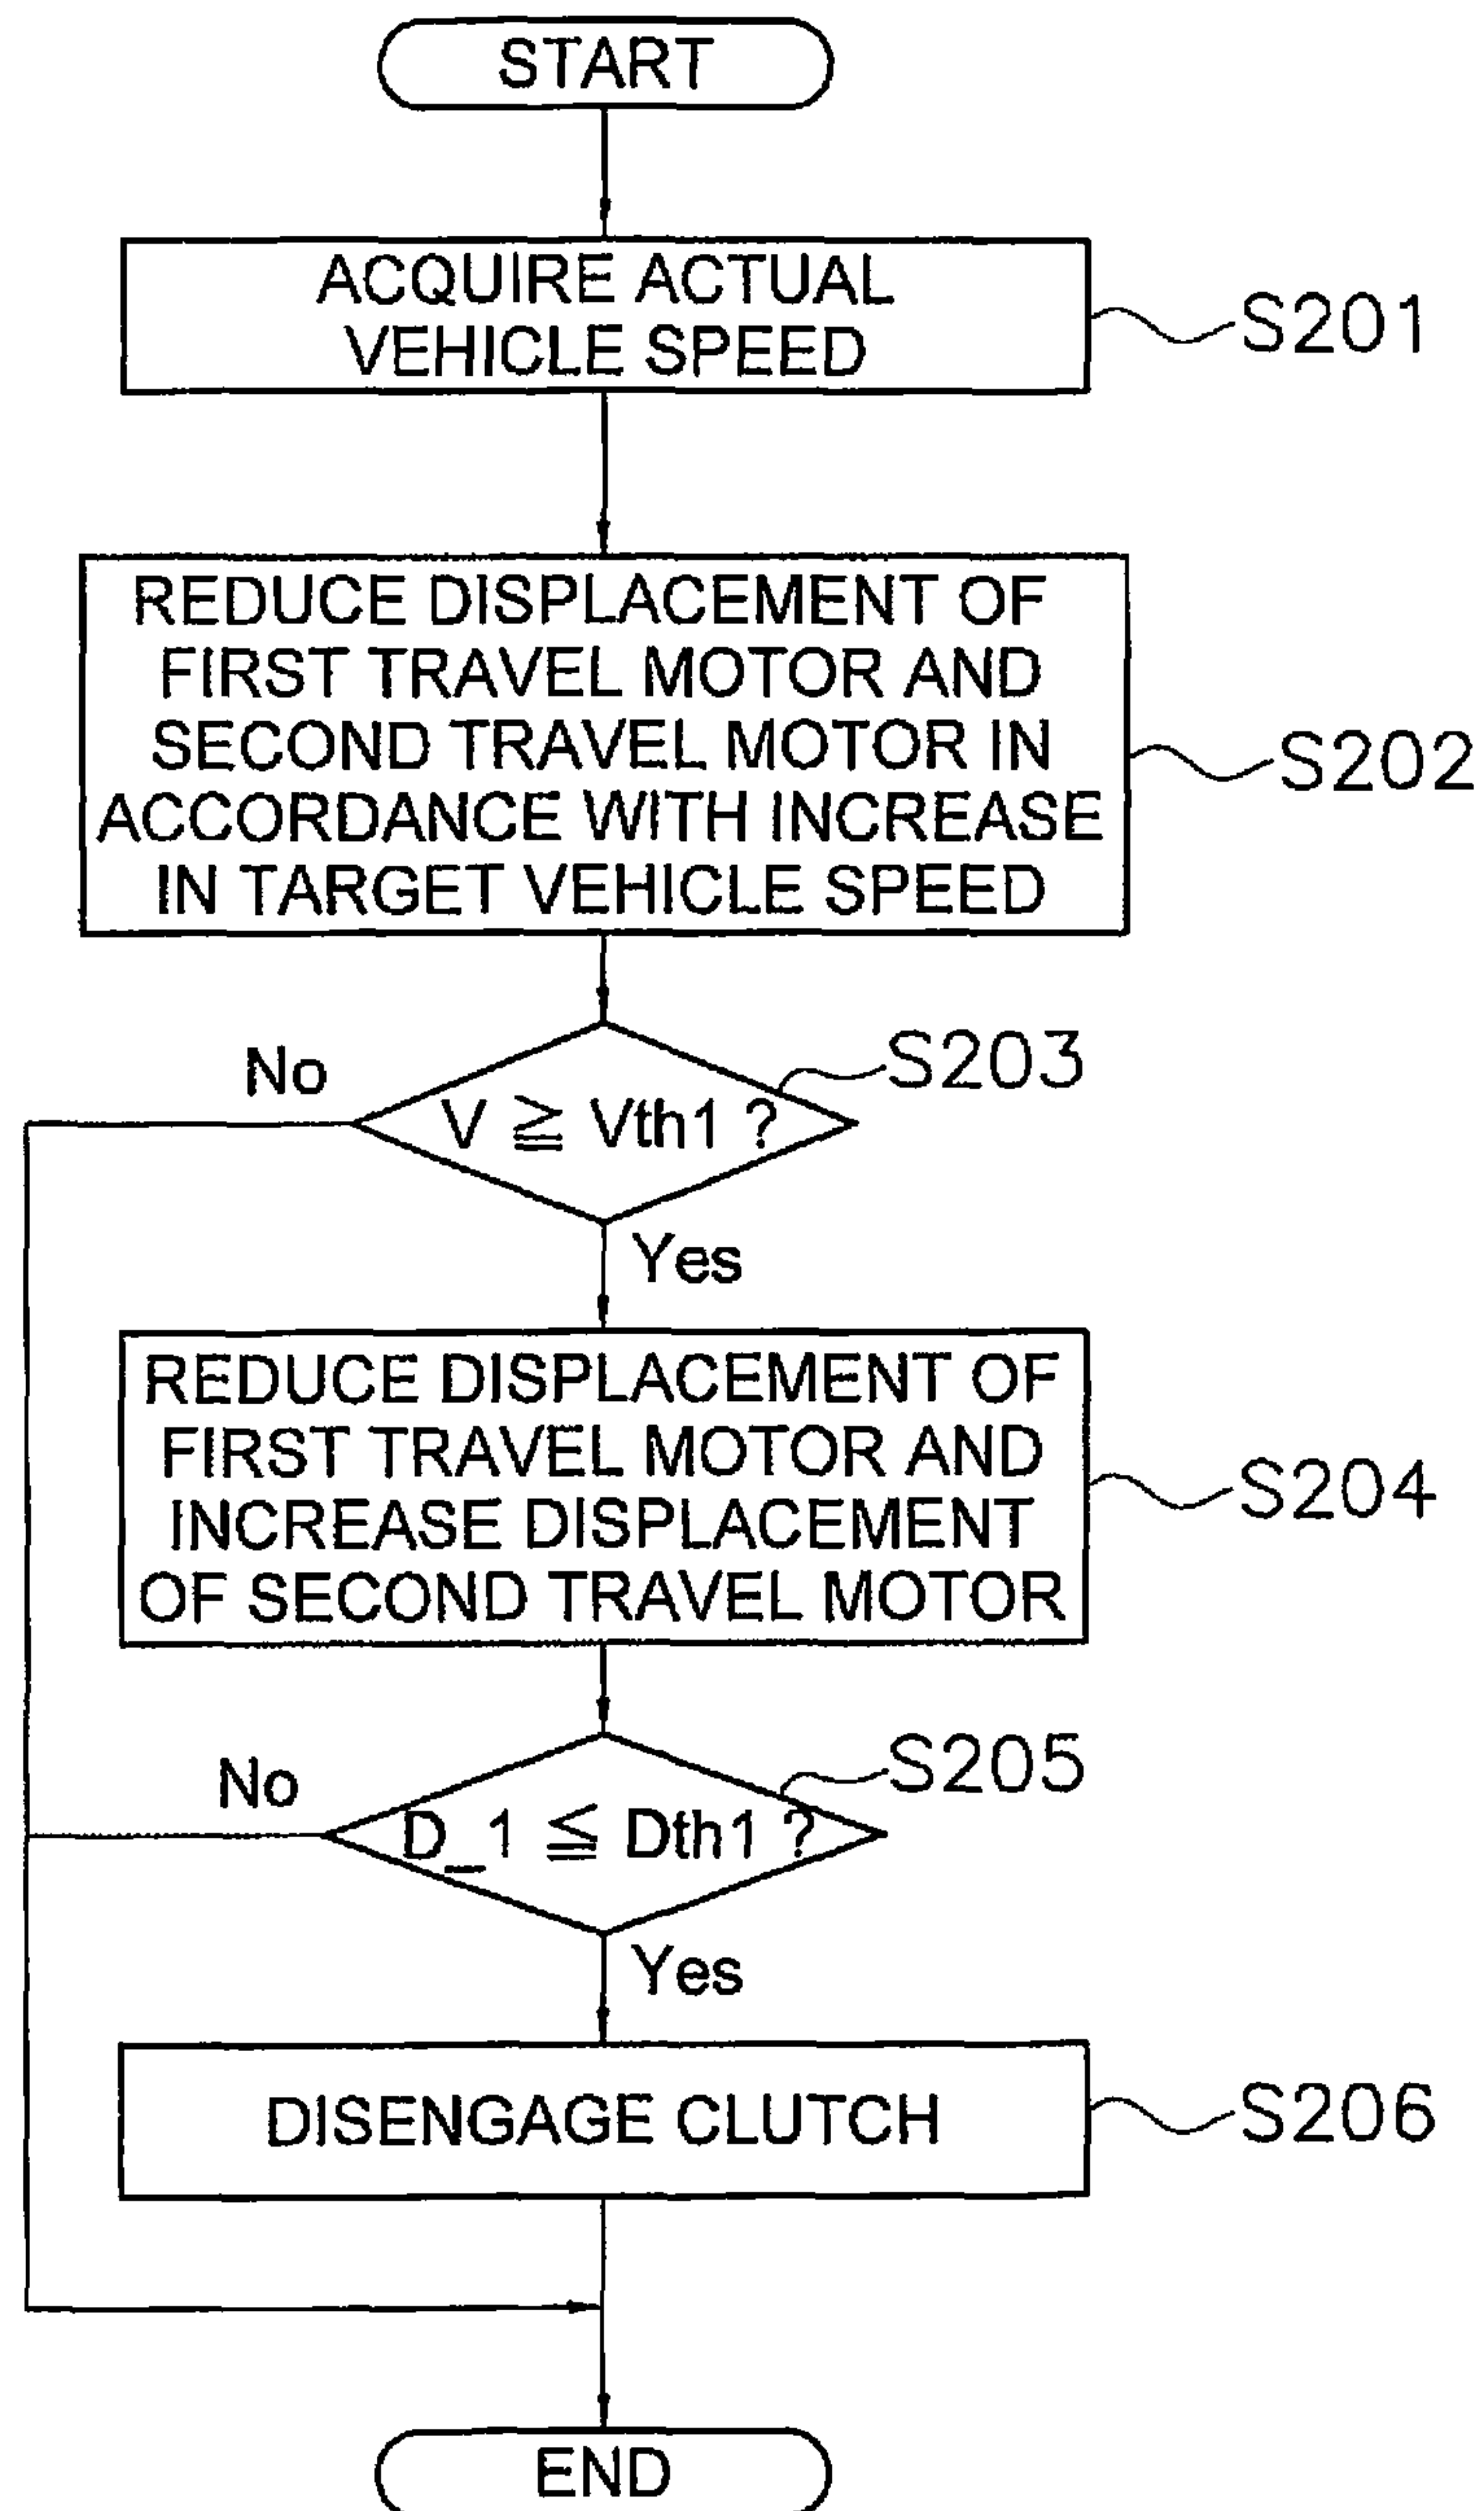 START
ACQUIRE ACTUAL
VEHICLE SPEED
S201
REDUCE DISPLACEMENT OF
FIRST TRAVEL MOTOR AND
SECOND TRAVEL MOTOR IN
ACCORDANCE WITH INCREASE
IN TARGET VEHICLE SPEED
S202
No
S203
V ≧ Vth1 ?
Yes
REDUCE DISPLACEMENT OF
FIRST TRAVEL MOTOR AND
INCREASE DISPLACEMENT
OF SECOND TRAVEL MOTOR
S204
No
S205
D_1 ≦ Dth1 ?
Yes
DISENGAGE CLUTCH
S206
END